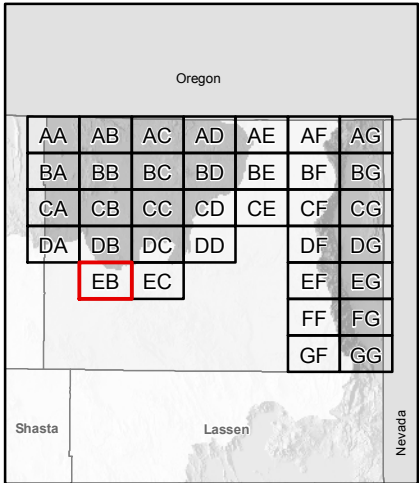 Oregon
AA AB AC AD AE AF AG
BA BB BC BD BE BF BG
CA CB CC CD CE CF CG
DA DB DC DD DF DG
EB EC EF EG
FF FG
GF GG
Shasta Lassen Nevada